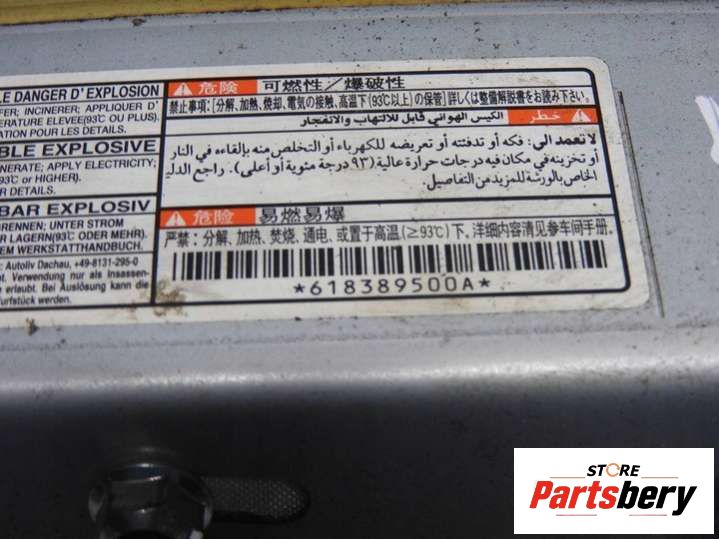 LE DANGER D' EXPLOSION
FER; INCINERER; APPLIQUER D'
ERATURE ELEVEE(93℃ OU PLUS).
ATION POUR LES DETAILS.
BLE EXPLOSIVE
NERATE; APPLY ELECTRICITY;
93℃ or HIGHER).
R DETAILS.
BAR EXPLOSIV
BRENNEN; UNTER STROM
R LAGERN(93℃ ODER MEHR).
EM WERKSTATTHANDBUCH.
: Autoliv Dachau, +49-8131-295-0
t. Verwendung nur als Insassen-
e erlaubt. Bei Auslösung kann die
urfstück werden.
危険 可燃性／爆破性
禁止事項:[分解、加熱、焼却、電気の接触、高温下(93℃以上)の保管]詳しくは整備解説書をお読み下さい。
خطر الكيس الهوائي قابل للالتهاب والانفجار
لا تعمد الى: فكه أو تدفئته أو تعريضه للكهرباء أو التخلص منه بإلقاءه في النار
أو تخزينه في مكان فيه درجات حرارة عالية (٩٣ درجة مئوية أو أعلى). راجع الدليـ
الخاص بالورشة للمزيد من التفاصيل.
危险 易燃易爆
严禁：分解、加热、焚烧、通电、或置于高温(≥93℃)下。详细内容请见参车间手册.
*618389500A*
STORE
Partsbery